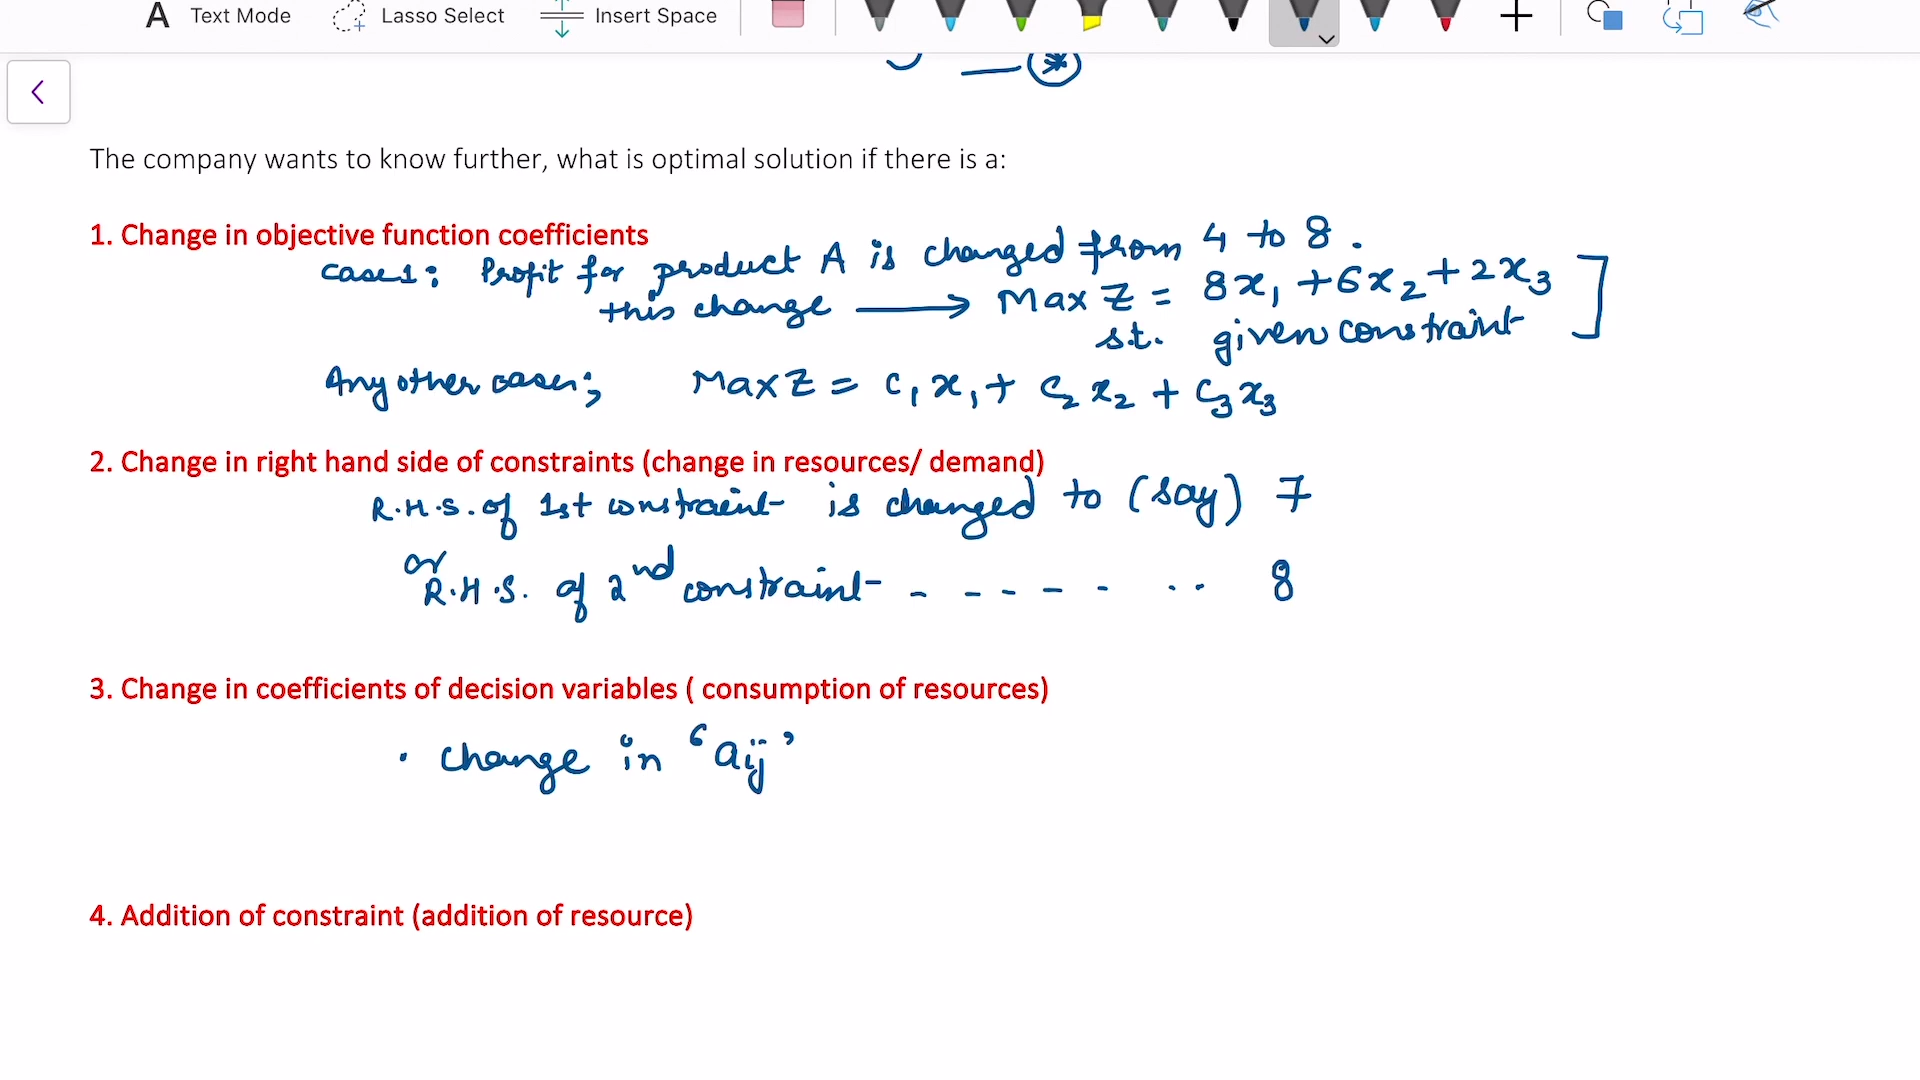 A Text Mode Lasso Select Insert Space
The company wants to know further, what is optimal solution if there is a:
1. Change in objective function coefficients
Case1: Profit for product A is changed from 4 to 8.
this change ⟶ Max Z = 8x₁ + 6x₂ + 2x₃ ]
s.t. given constraint
Any other case; Max Z = c₁x₁ + c₂x₂ + c₃x₃
2. Change in right hand side of constraints (change in resources/ demand)
R.H.S. of 1st constraint is changed to (say) 7
or
R.H.S. of 2nd constraint - - - - - . . 8
3. Change in coefficients of decision variables ( consumption of resources)
. change in ‘aij’
4. Addition of constraint (addition of resource)